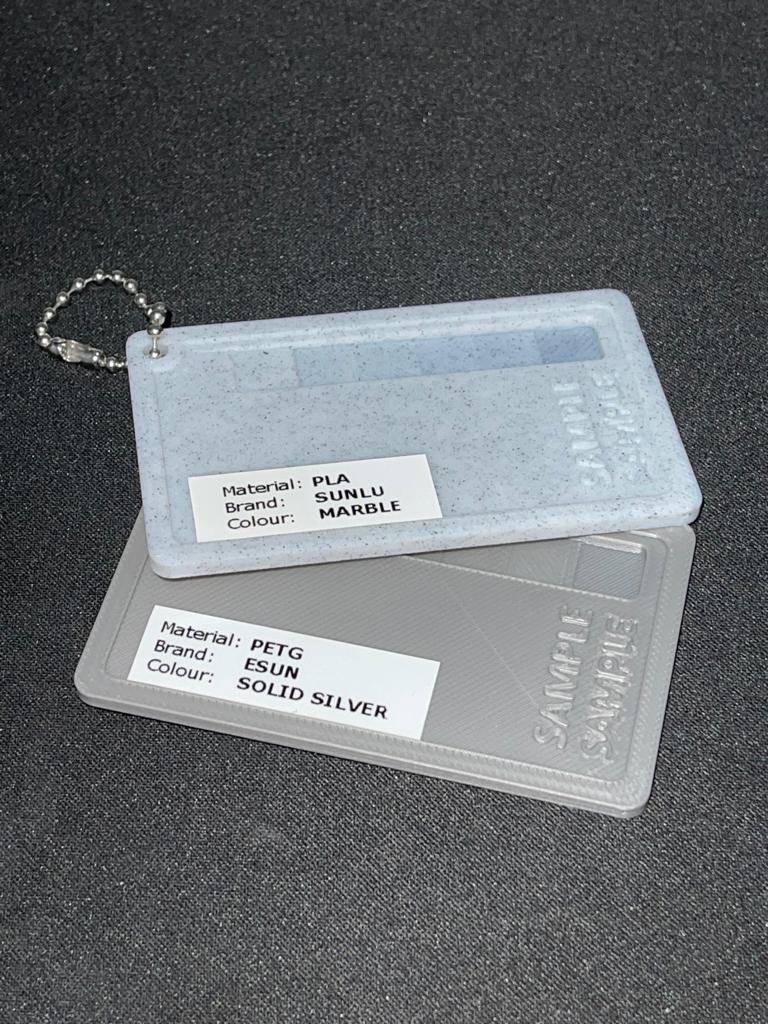 SAMPLE
SAMPLE
Material: PLA
Brand: SUNLU
Colour: MARBLE
Material: PETG
Brand: ESUN
Colour: SOLID SILVER
SAMPLE
SAMPLE